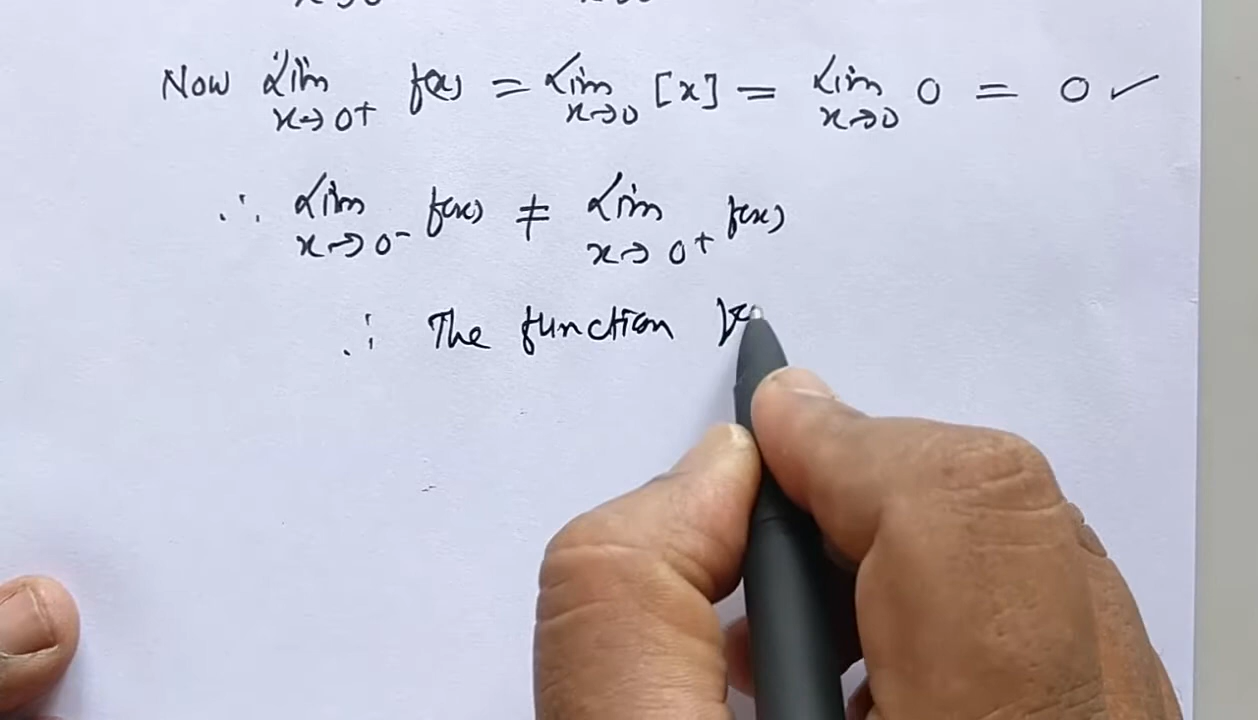 Now Lim x→0+ f(x) = Lim x→0 [x] = Lim x→0 0 = 0 ✓
∴ Lim x→0- f(x) ≠ Lim x→0+ f(x)
∴ The function